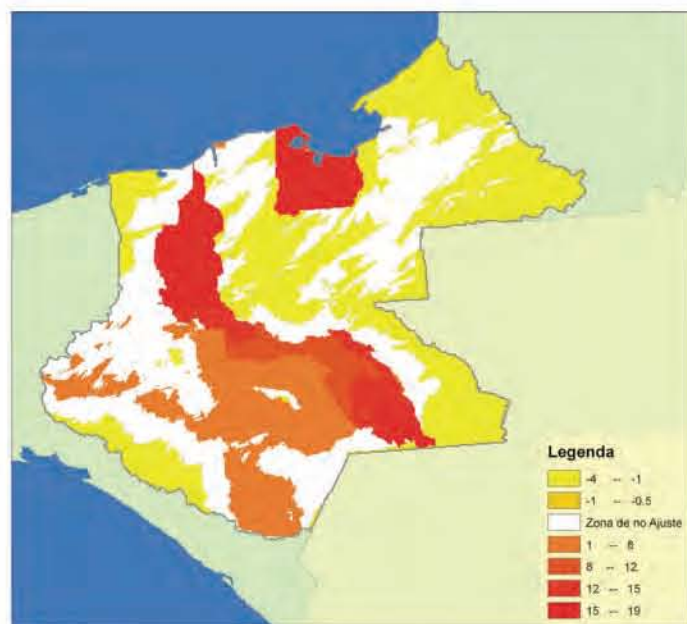 Legenda
-4 -- -1
-1 -- -0.5
Zona de no Ajuste
1 -- 8
8 -- 12
12 -- 15
15 -- 19